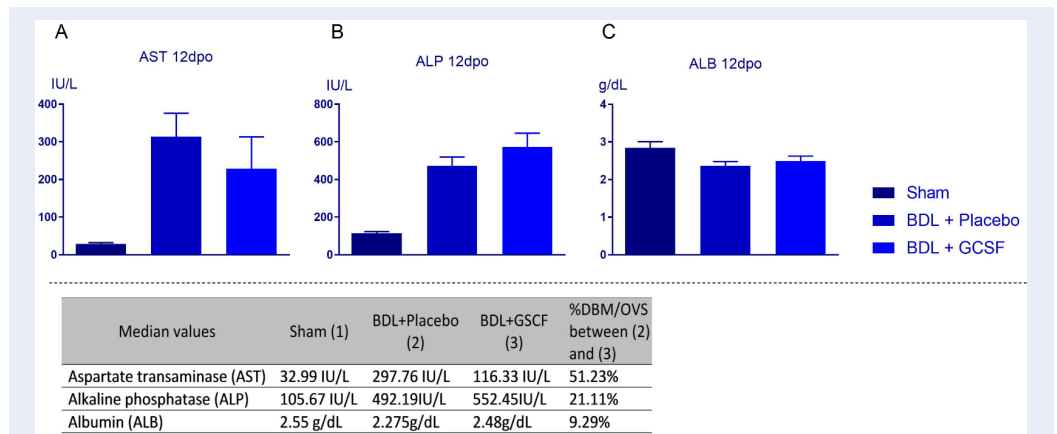 A
B
C
AST 12dpo
ALP 12dpo
ALB 12dpo
IU/L
IU/L
g/dL
400
300
200
100
0
800
600
400
200
0
4
3
2
1
0
Sham
BDL + Placebo
BDL + GCSF
Median values
Sham (1)
BDL+Placebo
(2)
BDL+GSCF
(3)
%DBM/OVS
between (2)
and (3)
Aspartate transaminase (AST) 32.99 IU/L 297.76 IU/L 116.33 IU/L 51.23%
Alkaline phosphatase (ALP) 105.67 IU/L 492.19IU/L 552.45IU/L 21.11%
Albumin (ALB) 2.55 g/dL 2.275g/dL 2.48g/dL 9.29%